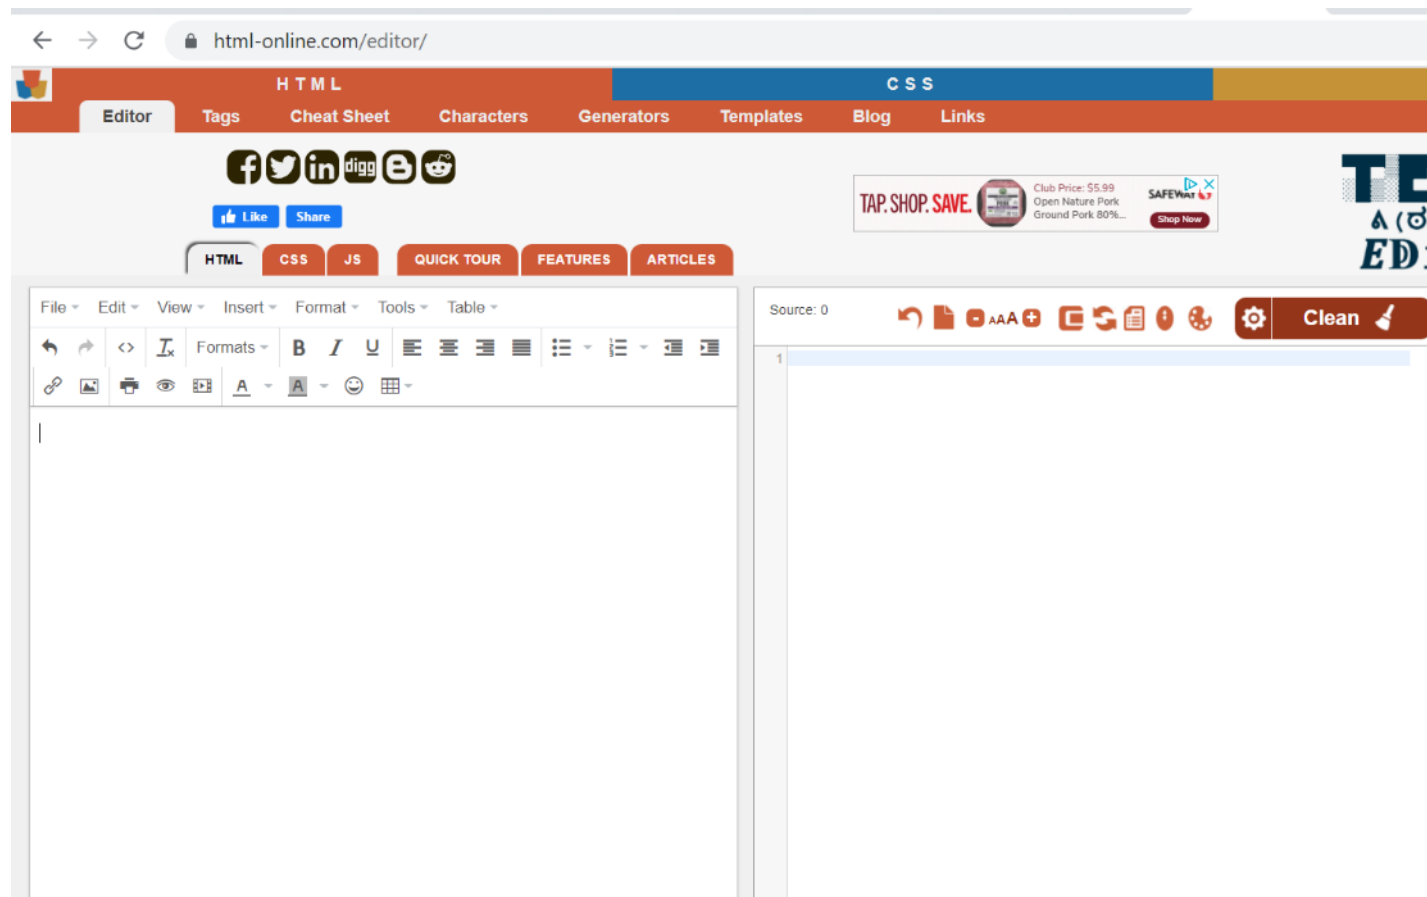 html-online.com/editor/
HTML CSS
Editor Tags Cheat Sheet Characters Generators Templates Blog Links
digg
Like Share
TAP. SHOP. SAVE.
Club Price: $5.99
Open Nature Pork
Ground Pork 80%...
SAFEWAY
Shop Now
HTML CSS JS QUICK TOUR FEATURES ARTICLES
File Edit View Insert Format Tools Table
Source: 0
AAA
Clean
Formats B I U
A A
1